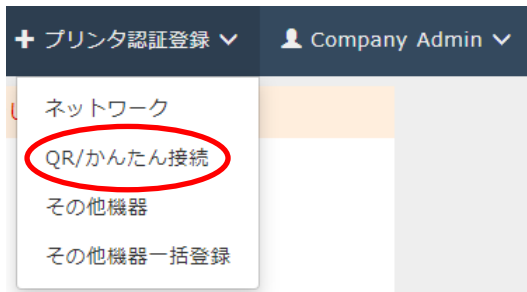 プリンタ認証登録
Company Admin
ネットワーク
QR/かんたん接続
その他機器
その他機器一括登録